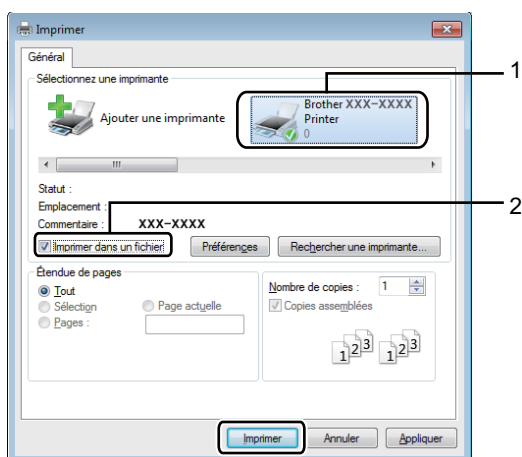 Imprimer
Général
Sélectionnez une imprimante
1
Ajouter une imprimante
Brother XXX-XXXX
Printer
0
Statut :
Emplacement :
2
Commentaire : XXX-XXXX
Imprimer dans un fichier Préférences Rechercher une imprimante...
Étendue de pages
Tout
Sélection Page actuelle
Pages :
Nombre de copies : 1
Copies assemblées
1 2 3 1 2 3
Imprimer Annuler Appliquer